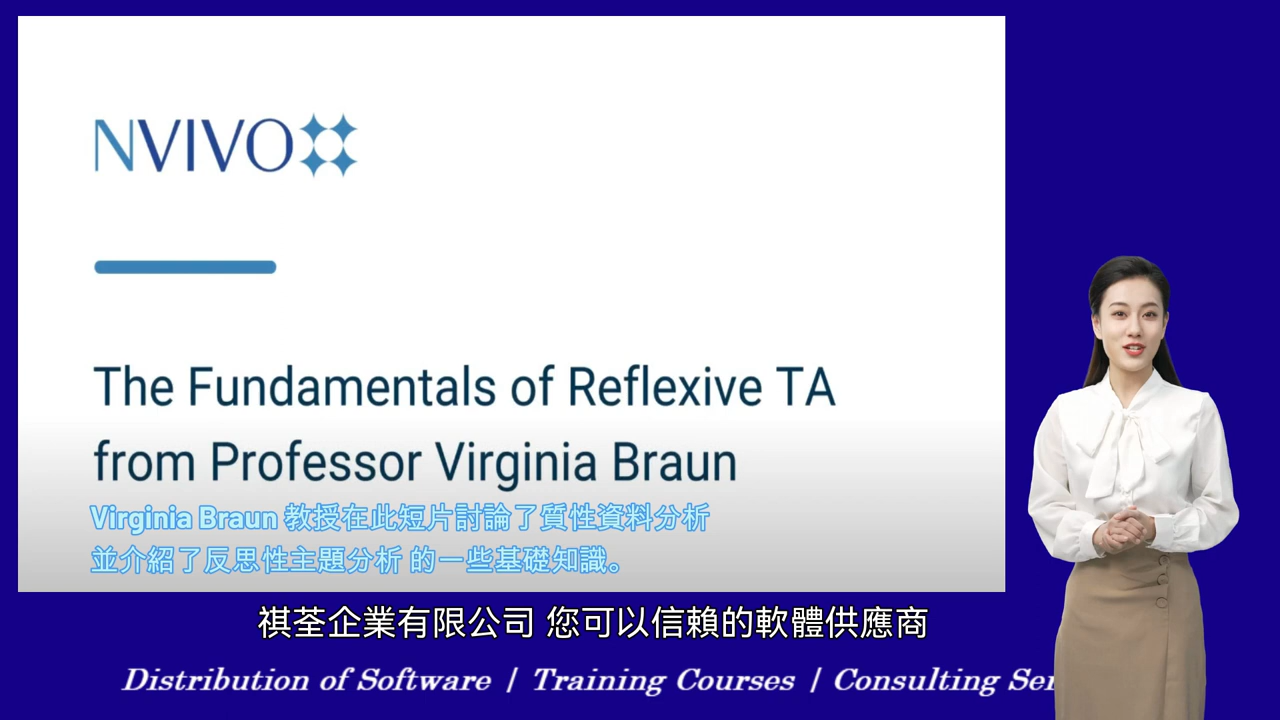 NVIVO
The Fundamentals of Reflexive TA
from Professor Virginia Braun
Virginia Braun 教授在此短片討論了質性資料分析
並介紹了反思性主題分析 的一些基礎知識。
祺荃企業有限公司 您可以信賴的軟體供應商
Distribution of Software / Training Courses / Consulting Ser